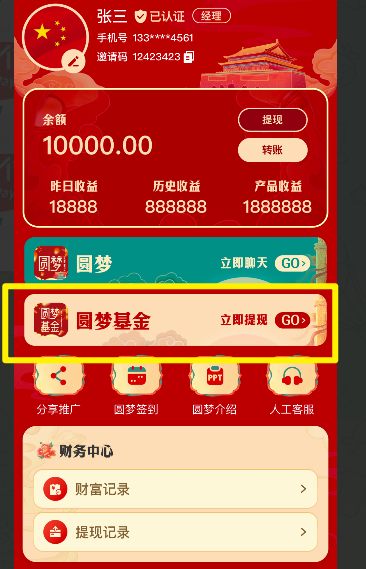 张三 已认证 经理
手机号 133****4561
邀请码 12423423
余额
提现
10000.00
转账
昨日收益 历史收益 产品收益
18888 888888 1888888
圆梦 圆梦 立即聊天 GO>
圆梦
基金
圆梦基金 立即提现 GO>
PPT
分享推广 圆梦签到 圆梦介绍 人工客服
财务中心
财富记录
提现记录